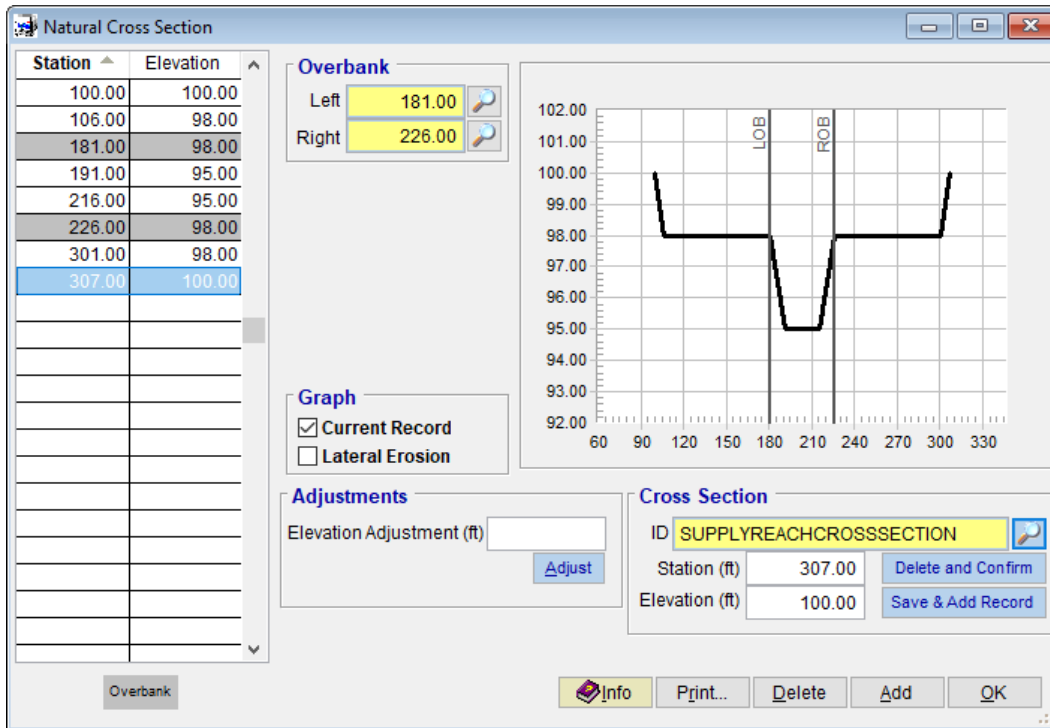 Natural Cross Section
Station Elevation
100.00 100.00
106.00 98.00
181.00 98.00
191.00 95.00
216.00 95.00
226.00 98.00
301.00 98.00
307.00 100.00
Overbank
Overbank
Left 181.00
Right 226.00
Graph
Current Record
Lateral Erosion
102.00
101.00
100.00
99.00
98.00
97.00
96.00
95.00
94.00
93.00
92.00
60 90 120 150 180 210 240 270 300 330
LOB
ROB
Adjustments
Elevation Adjustment (ft)
Adjust
Cross Section
ID SUPPLYREACHCROSSSECTION
Station (ft) 307.00 Delete and Confirm
Elevation (ft) 100.00 Save & Add Record
Info Print... Delete Add OK